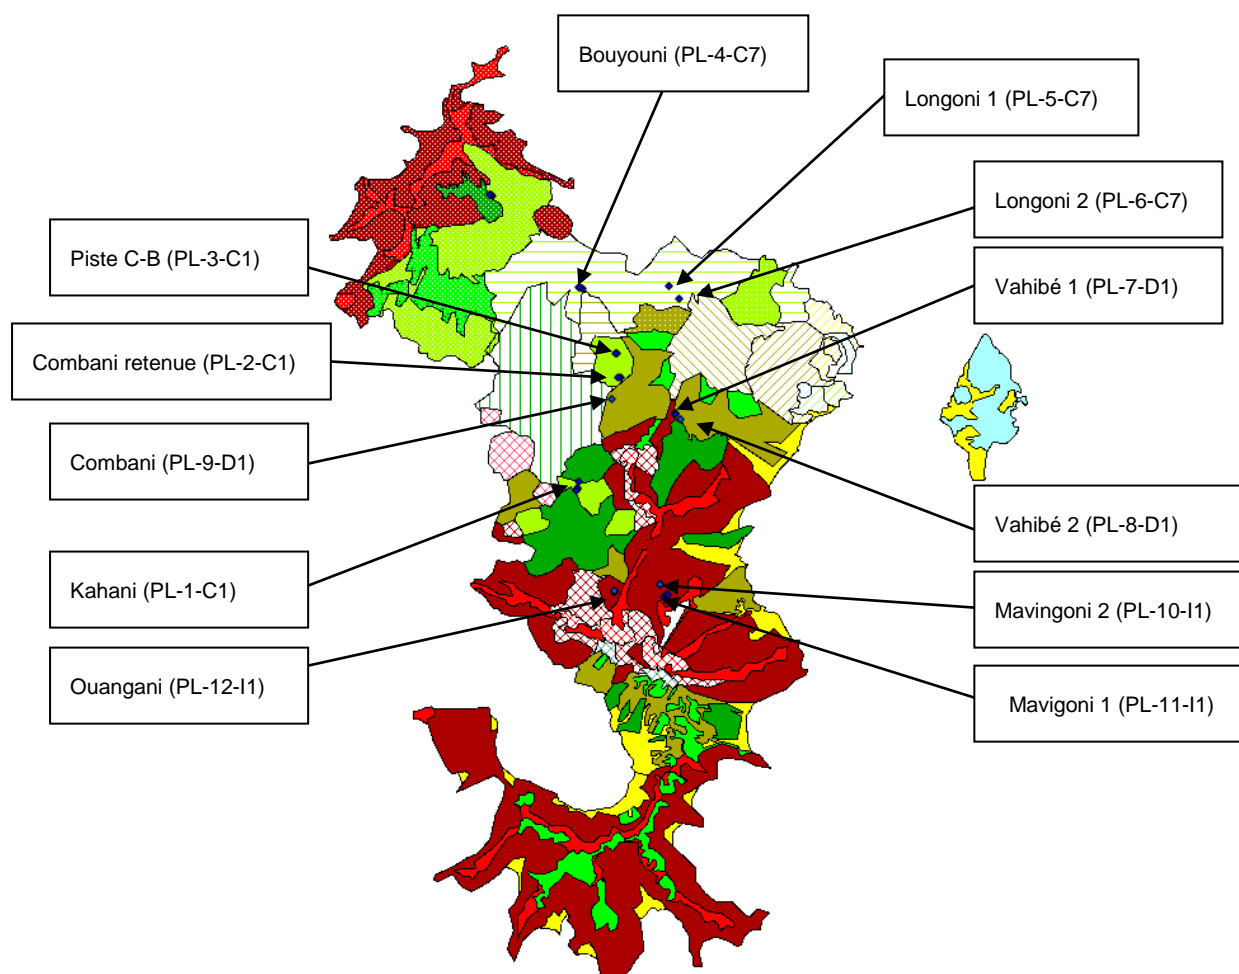 Bouyouni (PL-4-C7)
Longoni 1 (PL-5-C7)
Longoni 2 (PL-6-C7)
Piste C-B (PL-3-C1)
Vahibé 1 (PL-7-D1)
Combani retenue (PL-2-C1)
Combani (PL-9-D1)
Vahibé 2 (PL-8-D1)
Kahani (PL-1-C1)
Mavingoni 2 (PL-10-I1)
Ouangani (PL-12-I1)
Mavigoni 1 (PL-11-I1)